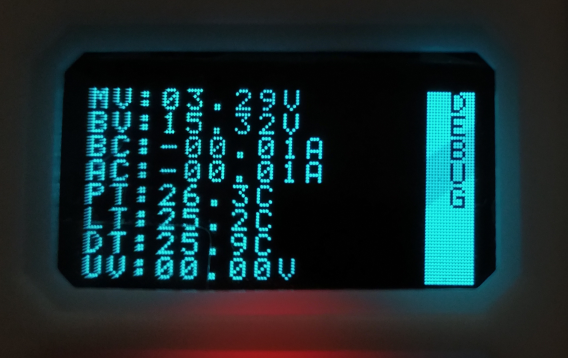 MV:03.29V
BV:15.32V
BC:-00.01A
AC:-00.01A
PT:26.3C
LT:25.2C
DT:25.9C
UV:00.00V
DEBUG